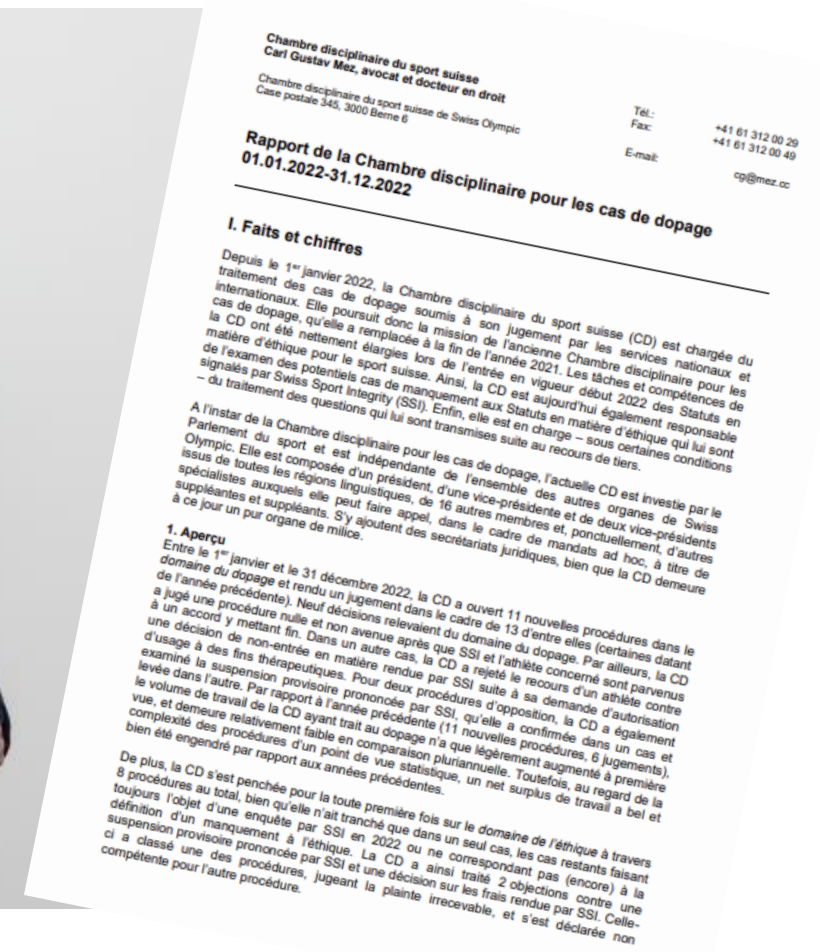 Chambre disciplinaire du sport suisse
Carl Gustav Mez, avocat et docteur en droit
Chambre disciplinaire du sport suisse de Swiss Olympic
Case postale 345, 3000 Berne 6
Tél.: +41 61 312 00 29
Fax: +41 61 312 00 49
E-mail: cg@mez.cc
Rapport de la Chambre disciplinaire pour les cas de dopage
01.01.2022-31.12.2022
I. Faits et chiffres
Depuis le 1er janvier 2022, la Chambre disciplinaire du sport suisse (CD) est chargée du
traitement des cas de dopage soumis à son jugement par les services nationaux et
internationaux. Elle poursuit donc la mission de l'ancienne Chambre disciplinaire pour les
cas de dopage, qu'elle a remplacée à la fin de l'année 2021. Les tâches et compétences de
la CD ont été nettement élargies lors de l'entrée en vigueur début 2022 des Statuts en
matière d'éthique pour le sport suisse. Ainsi, la CD est aujourd'hui également responsable
de l'examen des potentiels cas de manquement aux Statuts en matière d'éthique qui lui sont
signalés par Swiss Sport Integrity (SSI). Enfin, elle est en charge – sous certaines conditions
– du traitement des questions qui lui sont transmises suite au recours de tiers.
A l'instar de la Chambre disciplinaire pour les cas de dopage, l'actuelle CD est investie par le
Parlement du sport et est indépendante de l'ensemble des autres organes de Swiss
Olympic. Elle est composée d'un président, d'une vice-présidente et de deux vice-présidents
issus de toutes les régions linguistiques, de 16 autres membres et, ponctuellement, d'autres
spécialistes auxquels elle peut faire appel, dans le cadre de mandats ad hoc, à titre de
suppléantes et suppléants. S'y ajoutent des secrétariats juridiques, bien que la CD demeure
à ce jour un pur organe de milice.
1. Aperçu
Entre le 1er janvier et le 31 décembre 2022, la CD a ouvert 11 nouvelles procédures dans le
domaine du dopage et rendu un jugement dans le cadre de 13 d'entre elles (certaines datant
de l'année précédente). Neuf décisions relevaient du domaine du dopage. Par ailleurs, la CD
a jugé une procédure nulle et non avenue après que SSI et l'athlète concerné sont parvenus
à un accord y mettant fin. Dans un autre cas, la CD a rejeté le recours d'un athlète contre
une décision de non-entrée en matière rendue par SSI suite à sa demande d'autorisation
d'usage à des fins thérapeutiques. Pour deux procédures d'opposition, la CD a également
examiné la suspension provisoire prononcée par SSI, qu'elle a confirmée dans un cas et
levée dans l'autre. Par rapport à l'année précédente (11 nouvelles procédures, 6 jugements),
le volume de travail de la CD ayant trait au dopage n'a que légèrement augmenté à première
vue, et demeure relativement faible en comparaison pluriannuelle. Toutefois, au regard de la
complexité des procédures d'un point de vue statistique, un net surplus de travail a bel et
bien été engendré par rapport aux années précédentes.
De plus, la CD s'est penchée pour la toute première fois sur le domaine de l'éthique à travers
8 procédures au total, bien qu'elle n'ait tranché que dans un seul cas, les cas restants faisant
toujours l'objet d'une enquête par SSI en 2022 ou ne correspondant pas (encore) à la
définition d'un manquement à l'éthique. La CD a ainsi traité 2 objections contre une
suspension provisoire prononcée par SSI et une décision sur les frais rendue par SSI. Celle-
ci a classé une des procédures, jugeant la plainte irrecevable, et s'est déclarée non
compétente pour l'autre procédure.